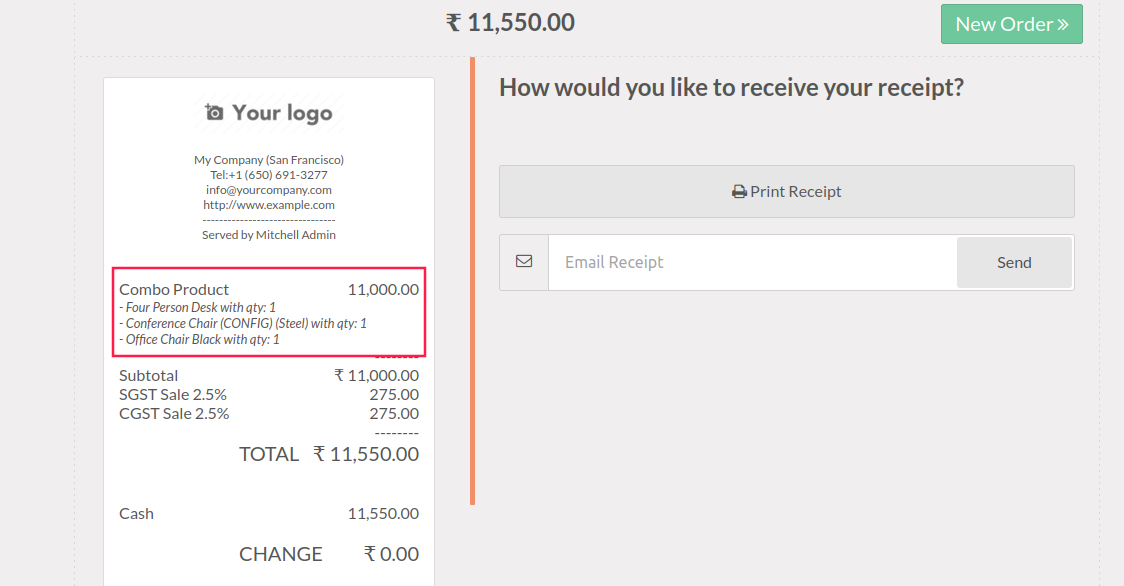 ₹ 11,550.00
New Order »
Your logo
My Company (San Francisco)
Tel:+1 (650) 691-3277
info@yourcompany.com
http://www.example.com
--------------------------------
Served by Mitchell Admin
Combo Product 11,000.00
- Four Person Desk with qty: 1
- Conference Chair (CONFIG) (Steel) with qty: 1
- Office Chair Black with qty: 1
--------
Subtotal ₹ 11,000.00
SGST Sale 2.5% 275.00
CGST Sale 2.5% 275.00
--------
TOTAL ₹ 11,550.00
Cash 11,550.00
CHANGE ₹ 0.00
How would you like to receive your receipt?
Print Receipt
Email Receipt Send